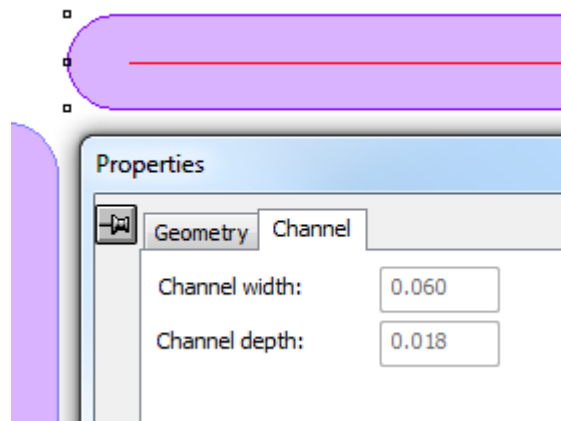 Properties
Geometry Channel
Channel width: 0.060
Channel depth: 0.018